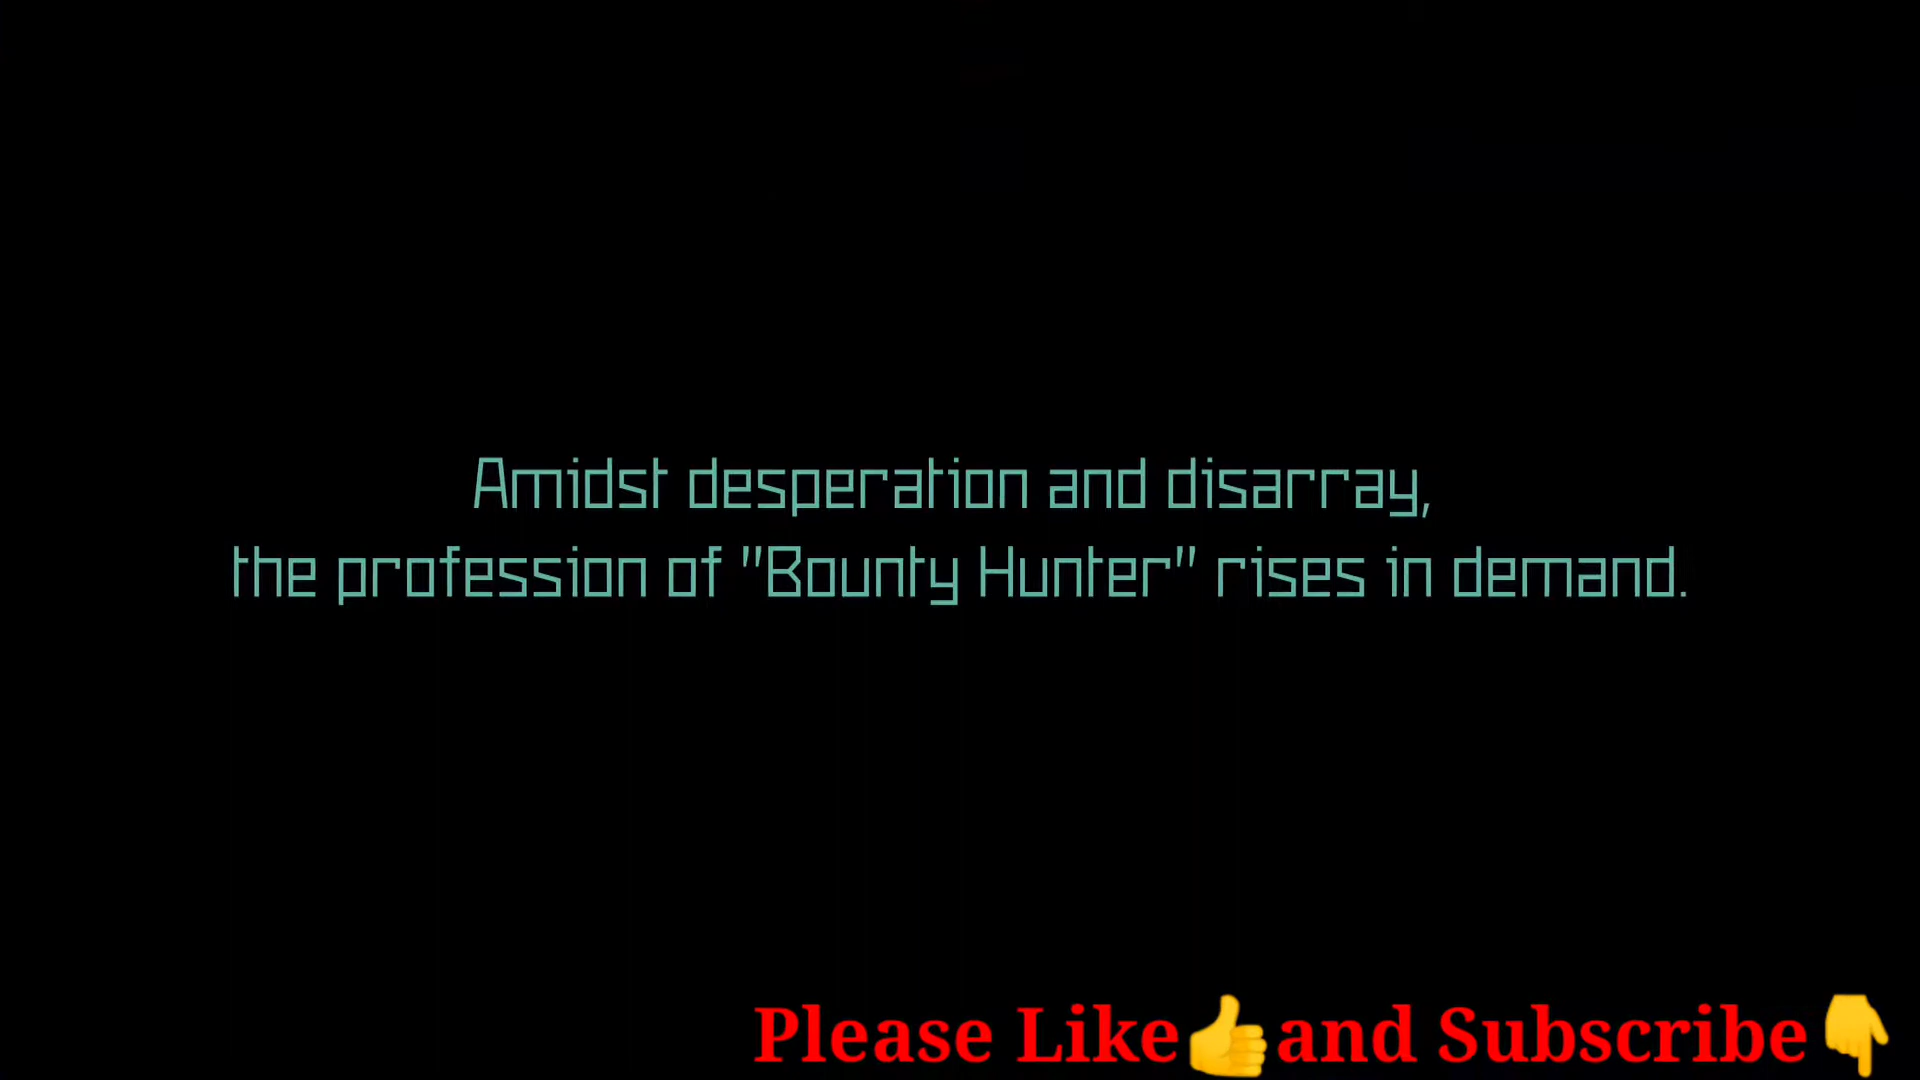 Amidst desperation and disarray,
the profession of "Bounty Hunter" rises in demand.
Please Like👍and Subscribe👇